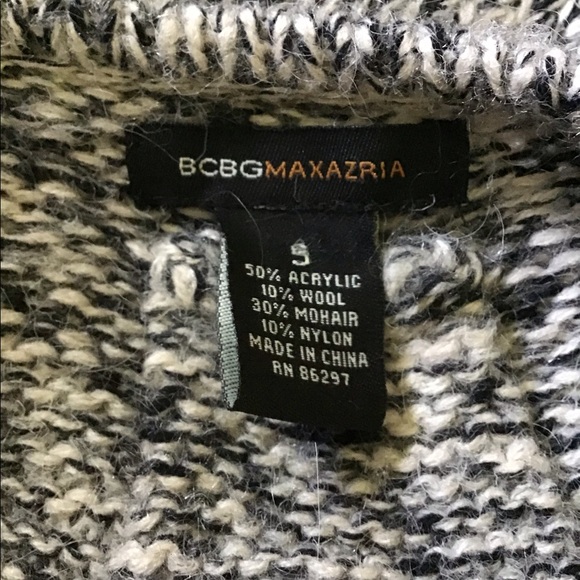 BCBGMAXAZRIA
S
50% ACRYLIC
10% WOOL
30% MOHAIR
10% NYLON
MADE IN CHINA
RN 86297